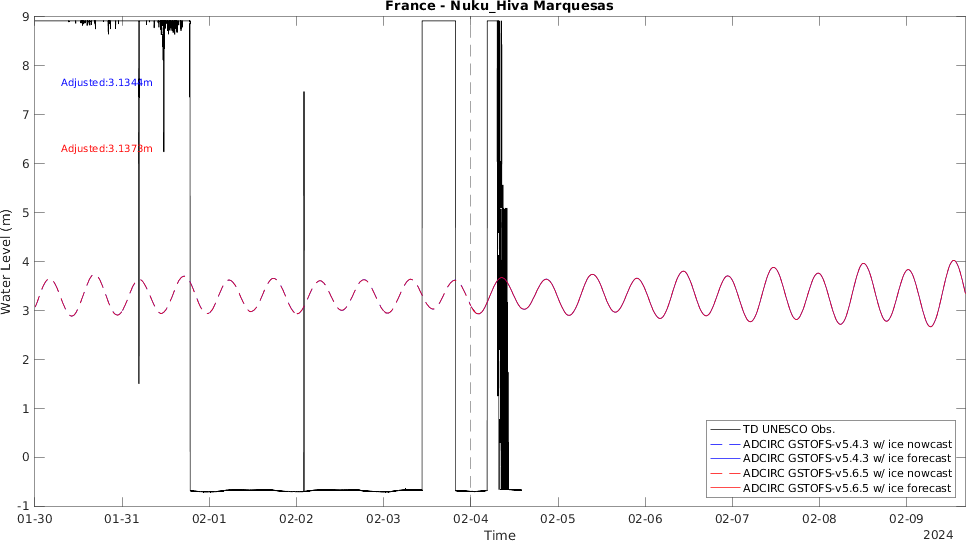 France - Nuku_Hiva Marquesas
9
8
7
6
5
4
3
2
1
0
-1
Water Level (m)
Adjusted:3.1344m
Adjusted:3.1373m
TD UNESCO Obs.
ADCIRC GSTOFS-v5.4.3 w/ ice nowcast
ADCIRC GSTOFS-v5.4.3 w/ ice forecast
ADCIRC GSTOFS-v5.6.5 w/ ice nowcast
ADCIRC GSTOFS-v5.6.5 w/ ice forecast
01-30 01-31 02-01 02-02 02-03 02-04 02-05 02-06 02-07 02-08 02-09
Time
2024